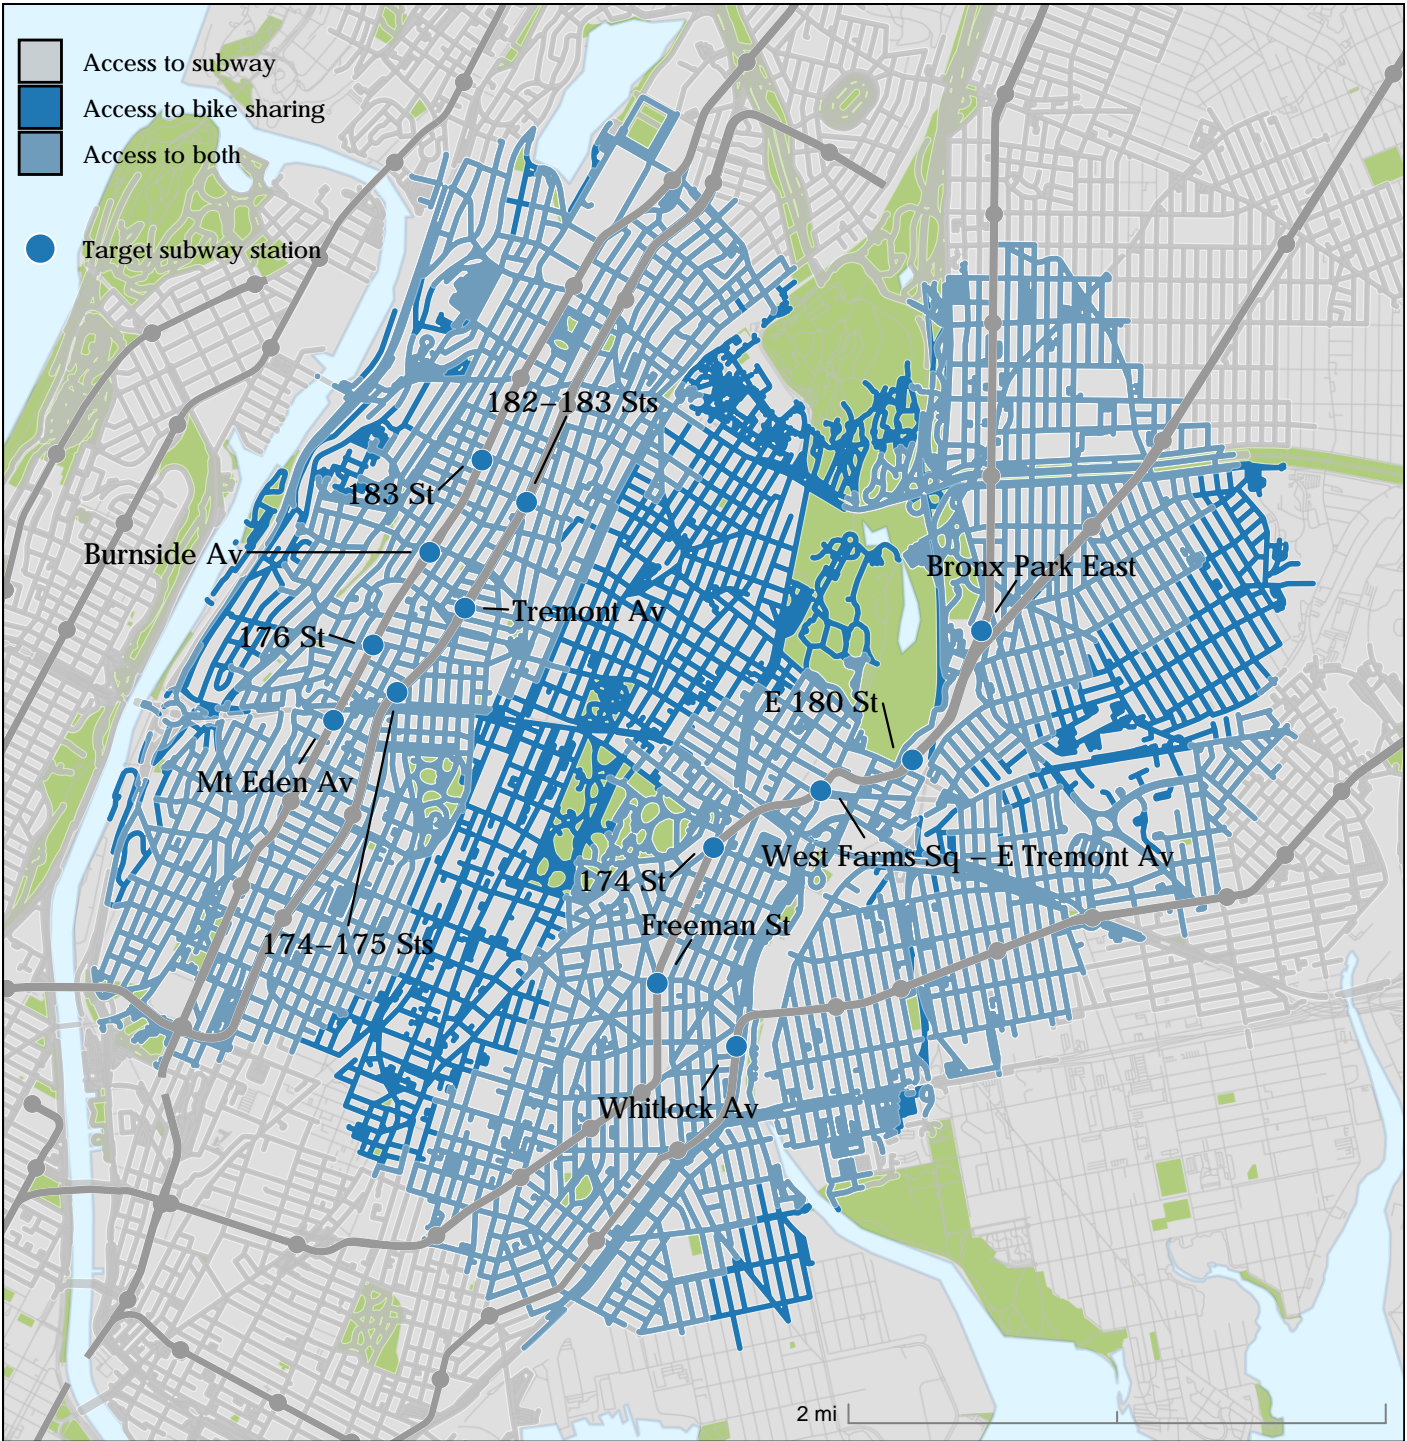 Access to subway
Access to bike sharing
Access to both
Target subway station
182–183 Sts
183 St
Burnside Av
Bronx Park East
Tremont Av
176 St
E 180 St
Mt Eden Av
West Farms Sq – E Tremont Av
174 St
Freeman St
174–175 Sts
Whitlock Av
2 mi